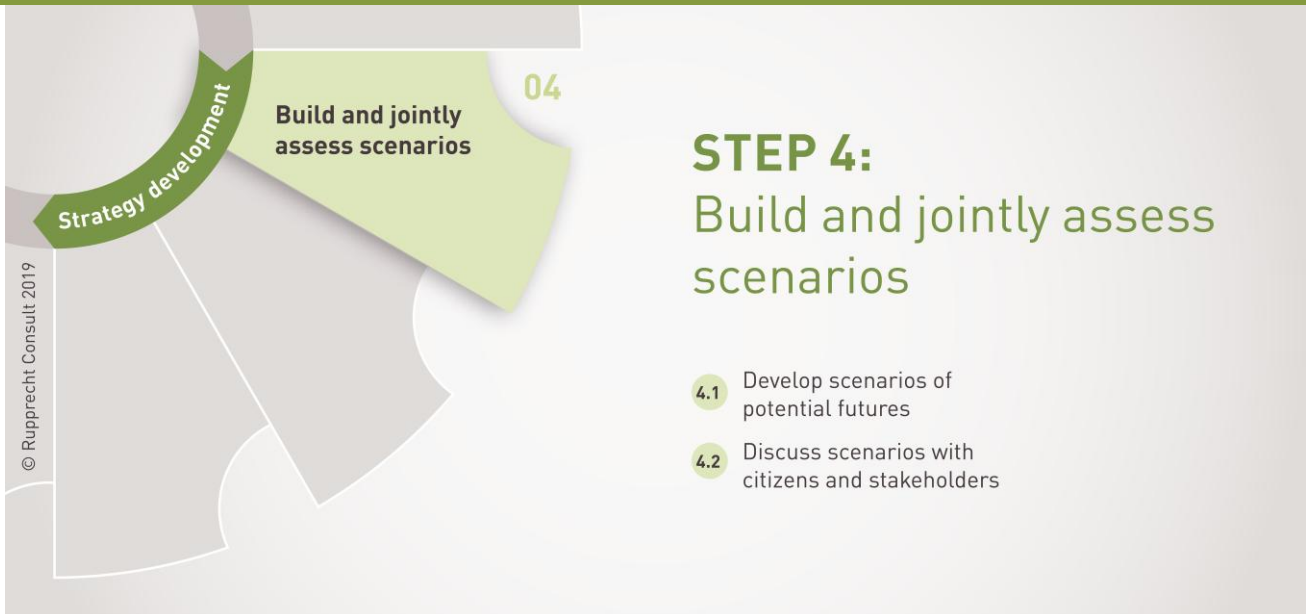 04
Build and jointly
assess scenarios
Strategy development
© Rupprecht Consult 2019
STEP 4:
Build and jointly assess
scenarios
4.1 Develop scenarios of
potential futures
4.2 Discuss scenarios with
citizens and stakeholders